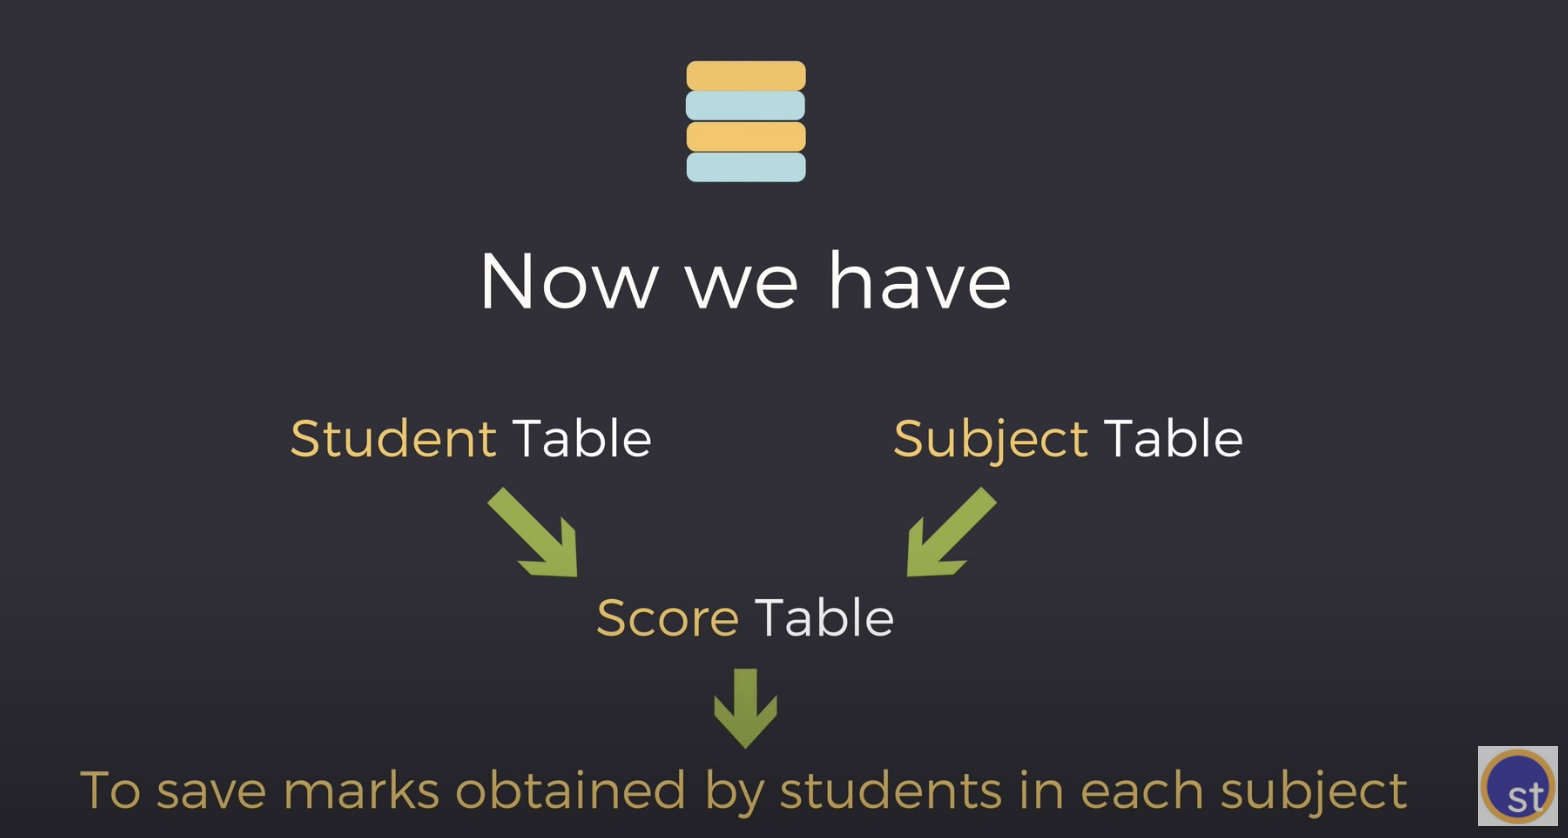 Now we have
Student Table
Subject Table
Score Table
To save marks obtained by students in each subject
st